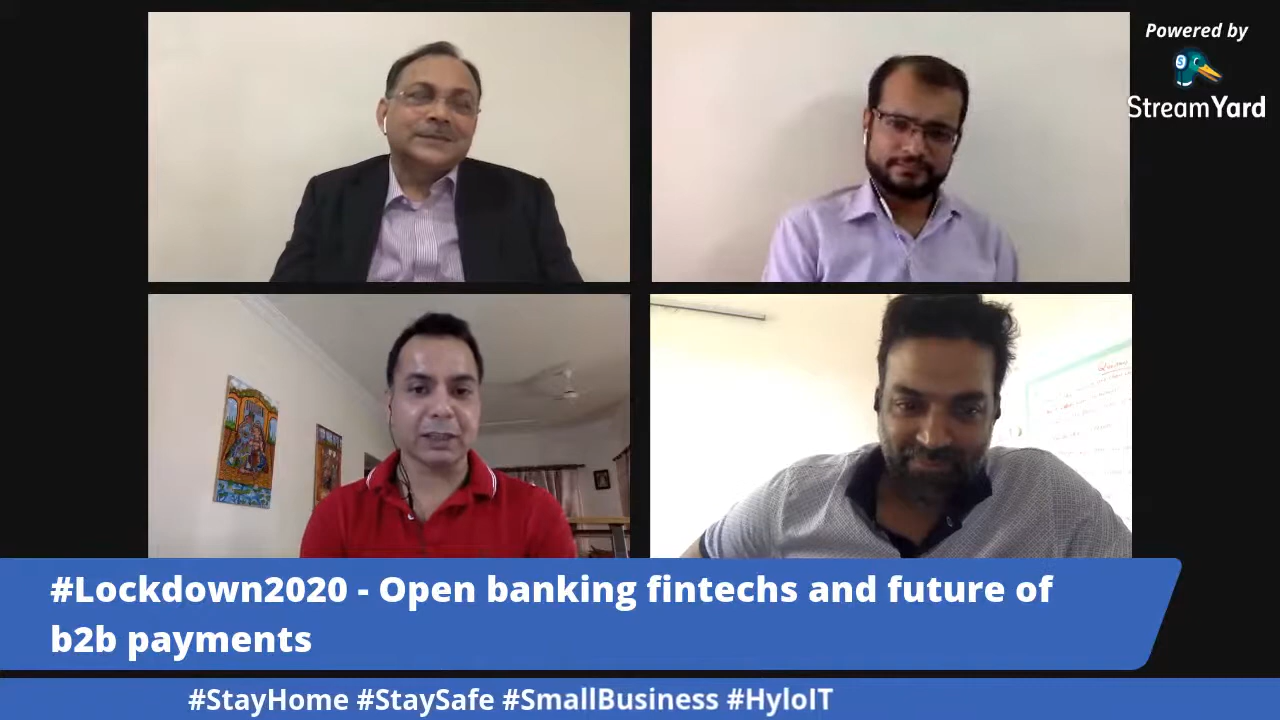 Powered by
StreamYard
#Lockdown2020 - Open banking fintechs and future of
b2b payments
#StayHome #StaySafe #SmallBusiness #HyloIT